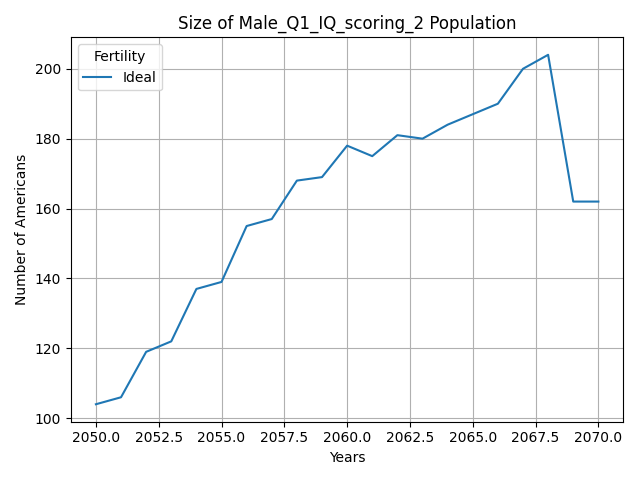 Size of Male_Q1_IQ_scoring_2 Population
Fertility
Ideal
Number of Americans
200
180
160
140
120
100
2050.0 2052.5 2055.0 2057.5 2060.0 2062.5 2065.0 2067.5 2070.0
Years